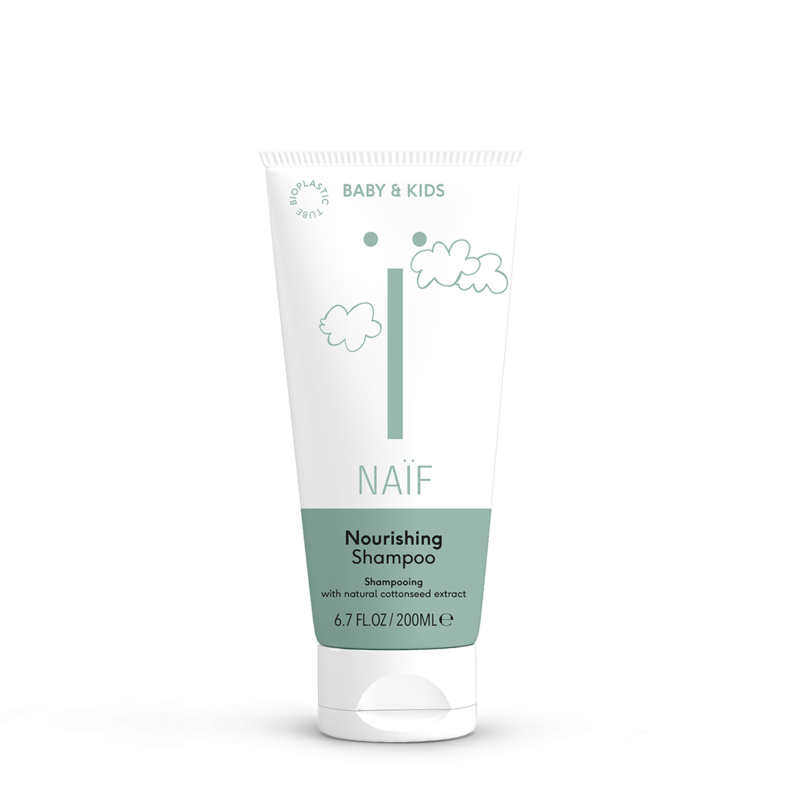 BIOPLASTIC TUBE
BABY & KIDS
Ï
NAÏF
Nourishing
Shampoo
Shampooing
with natural cottonseed extract
6.7 FL.OZ/200ML ℮